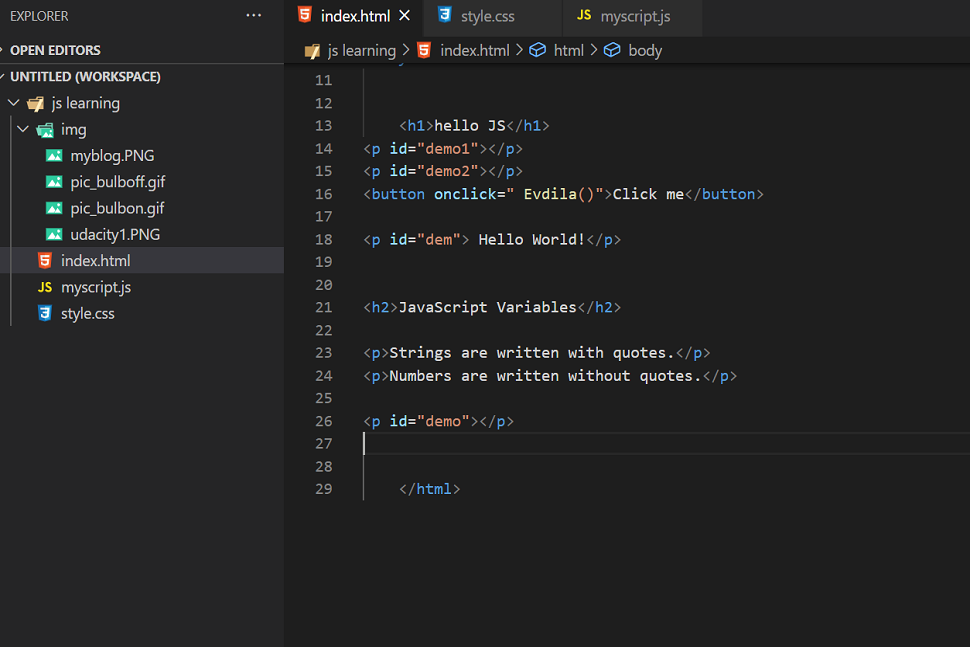 EXPLORER ...
OPEN EDITORS
UNTITLED (WORKSPACE)
js learning
img
myblog.PNG
pic_bulboff.gif
pic_bulbon.gif
udacity1.PNG
index.html
JS myscript.js
style.css
index.html style.css JS myscript.js
js learning > index.html > html > body
11
12
13 <h1>hello JS</h1>
14 <p id="demo1"></p>
15 <p id="demo2"></p>
16 <button onclick=" Evdila()">Click me</button>
17
18 <p id="dem"> Hello World!</p>
19
20
21 <h2>JavaScript Variables</h2>
22
23 <p>Strings are written with quotes.</p>
24 <p>Numbers are written without quotes.</p>
25
26 <p id="demo"></p>
27
28
29 </html>